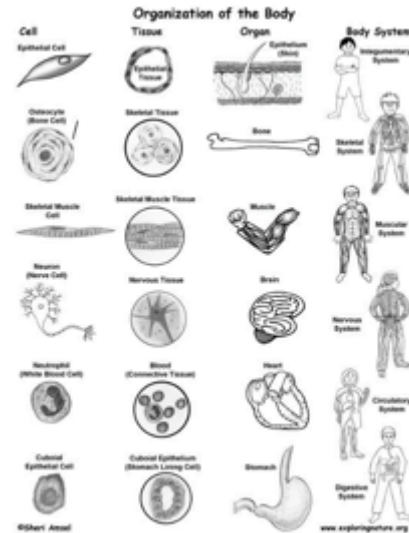 Organization of the Body
Cell
Tissue
Organ
Body System
Epithelial Cell
Epithelial
Tissue
Epithelium
(Skin)
Integumentary
System
Osteocyte
(Bone Cell)
Skeletal Tissue
Bone
Skeletal
System
Skeletal Muscle
Cell
Skeletal Muscle Tissue
Muscle
Muscular
System
Neuron
(Nerve Cell)
Nervous Tissue
Brain
Nervous
System
Neutrophil
(White Blood Cell)
Blood
(Connective Tissue)
Heart
Circulatory
System
Cuboid
Epithelial Cell
Cuboid Epithelium
(Stomach Lining Cell)
Stomach
Digestive
System
©Sheri Amsel
www.exploringnature.org